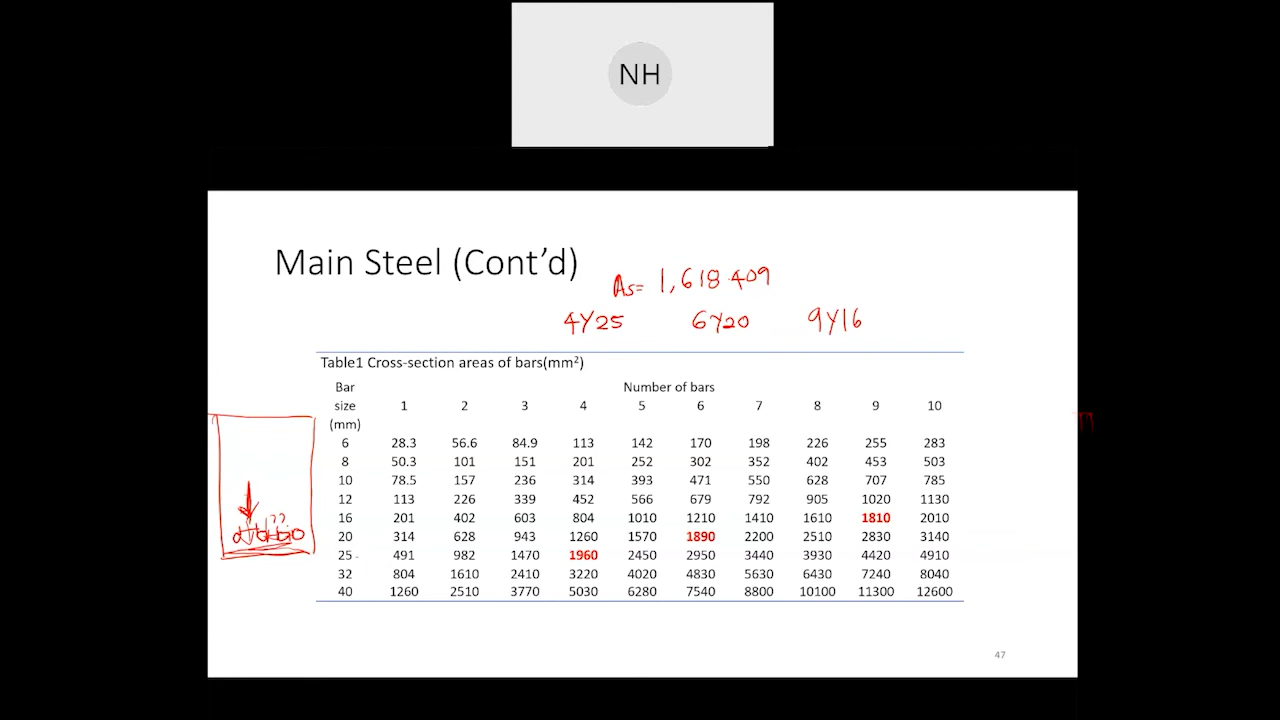 NH
Main Steel (Cont'd)
As= 1,618.409
4Y25 6Y20 9Y16
Table1 Cross-section areas of bars(mm²)
Bar Number of bars
size 1 2 3 4 5 6 7 8 9 10
(mm)
6 28.3 56.6 84.9 113 142 170 198 226 255 283
8 50.3 101 151 201 252 302 352 402 453 503
10 78.5 157 236 314 393 471 550 628 707 785
12 113 226 339 452 566 679 792 905 1020 1130
16 201 402 603 804 1010 1210 1410 1610 1810 2010
20 314 628 943 1260 1570 1890 2200 2510 2830 3140
25 491 982 1470 1960 2450 2950 3440 3930 4420 4910
32 804 1610 2410 3220 4020 4830 5630 6430 7240 8040
40 1260 2510 3770 5030 6280 7540 8800 10100 11300 12600
47